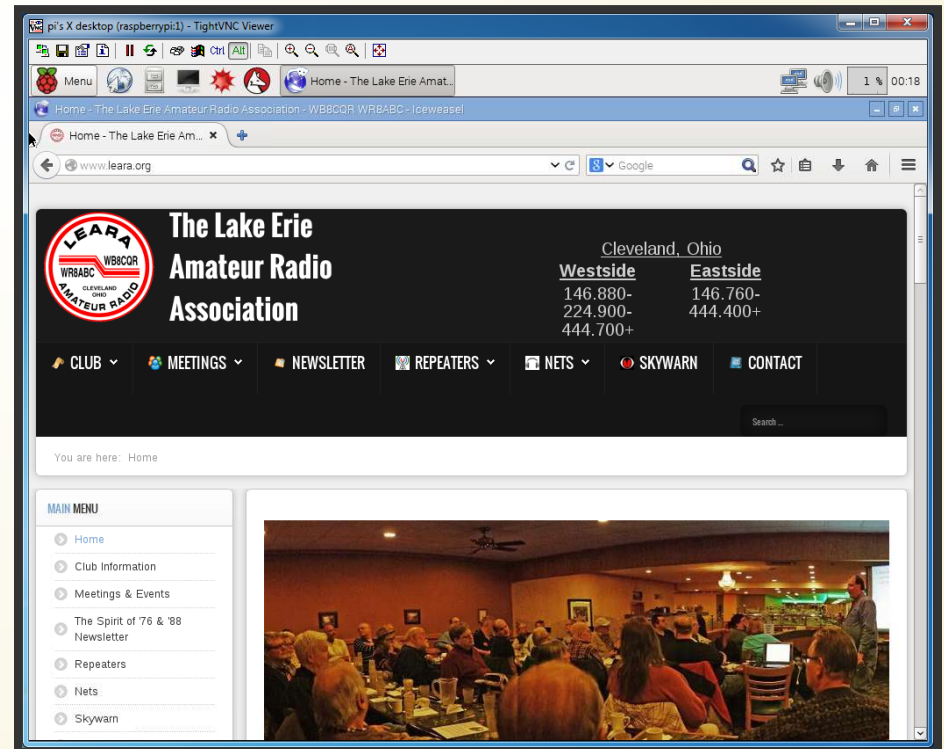 pi's X desktop (raspberrypi:1) - TightVNC Viewer
Ctrl Alt
Menu Home - The Lake Erie Amat... 1 % 00:18
Home - The Lake Erie Amateur Radio Association - WB8CQR WR8ABC - Iceweasel
Home - The Lake Erie Am...
www.leara.org Google
LEARA
WB8CQR
WR8ABC
CLEVELAND
OHIO
AMATEUR RADIO
The Lake Erie
Amateur Radio
Association
Cleveland, Ohio
Westside Eastside
146.880- 146.760-
224.900- 444.400+
444.700+
CLUB MEETINGS NEWSLETTER REPEATERS NETS SKYWARN CONTACT
Search ...
You are here: Home
MAIN MENU
Home
Club Information
Meetings & Events
The Spirit of '76 & '88
Newsletter
Repeaters
Nets
Skywarn